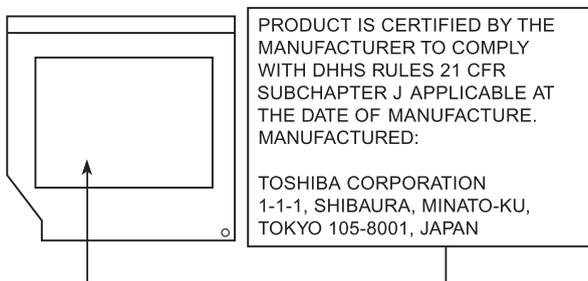 PRODUCT IS CERTIFIED BY THE
MANUFACTURER TO COMPLY
WITH DHHS RULES 21 CFR
SUBCHAPTER J APPLICABLE AT
THE DATE OF MANUFACTURE.
MANUFACTURED:
TOSHIBA CORPORATION
1-1-1, SHIBAURA, MINATO-KU,
TOKYO 105-8001, JAPAN